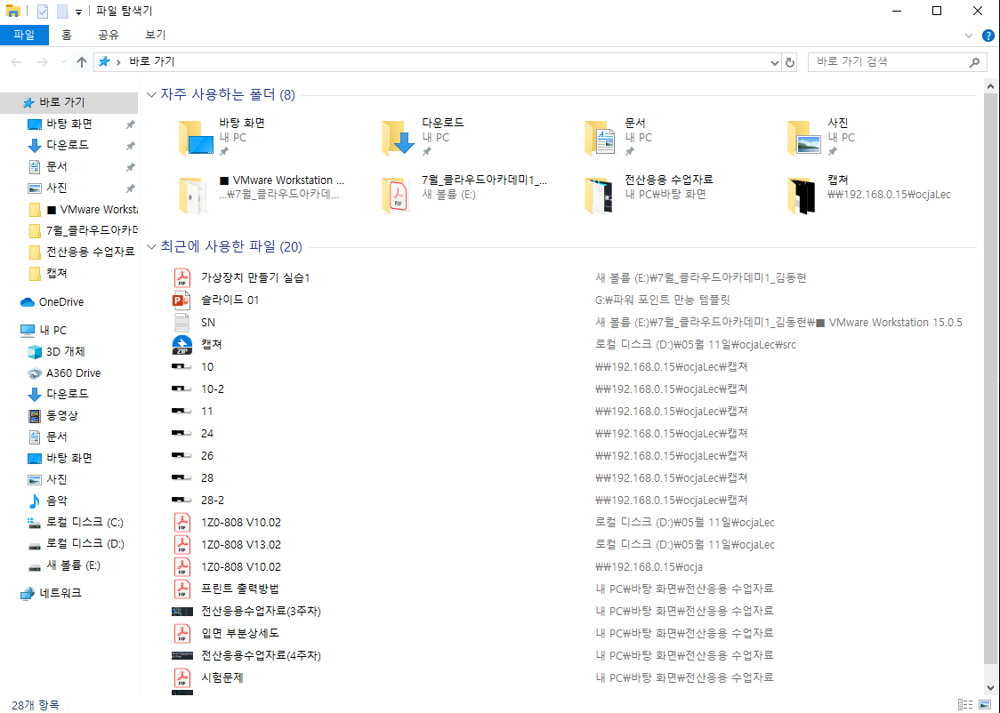 파일 탐색기
파일 홈 공유 보기
바로 가기 바로 가기 검색
바로 가기
바탕 화면
다운로드
문서
사진
■ VMware Worksta
7월_클라우드아카데
전산응용 수업자료
캡쳐
OneDrive
내 PC
3D 개체
A360 Drive
다운로드
동영상
문서
바탕 화면
사진
음악
로컬 디스크 (C:)
로컬 디스크 (D:)
새 볼륨 (E:)
네트워크
자주 사용하는 폴더 (8)
바탕 화면
내 PC
다운로드
내 PC
문서
내 PC
사진
내 PC
■ VMware Workstation ...
...₩7월_클라우드아카데...
7월_클라우드아카데미1_...
새 볼륨 (E:)
전산응용 수업자료
내 PC₩바탕 화면
캡쳐
₩₩192.168.0.15₩ocjaLec
최근에 사용한 파일 (20)
가상장치 만들기 실습1 새 볼륨 (E:)₩7월_클라우드아카데미1_김동현
슬라이드 01 G:₩파워 포인트 만능 템플릿
SN 새 볼륨 (E:)₩7월_클라우드아카데미1_김동현₩■ VMware Workstation 15.0.5
캡쳐 로컬 디스크 (D:)₩05월 11일₩ocjaLec₩src
10 ₩₩192.168.0.15₩ocjaLec₩캡쳐
10-2 ₩₩192.168.0.15₩ocjaLec₩캡쳐
11 ₩₩192.168.0.15₩ocjaLec₩캡쳐
24 ₩₩192.168.0.15₩ocjaLec₩캡쳐
26 ₩₩192.168.0.15₩ocjaLec₩캡쳐
28 ₩₩192.168.0.15₩ocjaLec₩캡쳐
28-2 ₩₩192.168.0.15₩ocjaLec₩캡쳐
1Z0-808 V10.02 로컬 디스크 (D:)₩05월 11일₩ocjaLec
1Z0-808 V13.02 로컬 디스크 (D:)₩05월 11일₩ocjaLec
1Z0-808 V10.02 ₩₩192.168.0.15₩ocja
프린트 출력방법 내 PC₩바탕 화면₩전산응용 수업자료
전산응용수업자료(3주차) 내 PC₩바탕 화면₩전산응용 수업자료
입면 부분상세도 내 PC₩바탕 화면₩전산응용 수업자료
전산응용수업자료(4주차) 내 PC₩바탕 화면₩전산응용 수업자료
시험문제 내 PC₩바탕 화면₩전산응용 수업자료
28개 항목